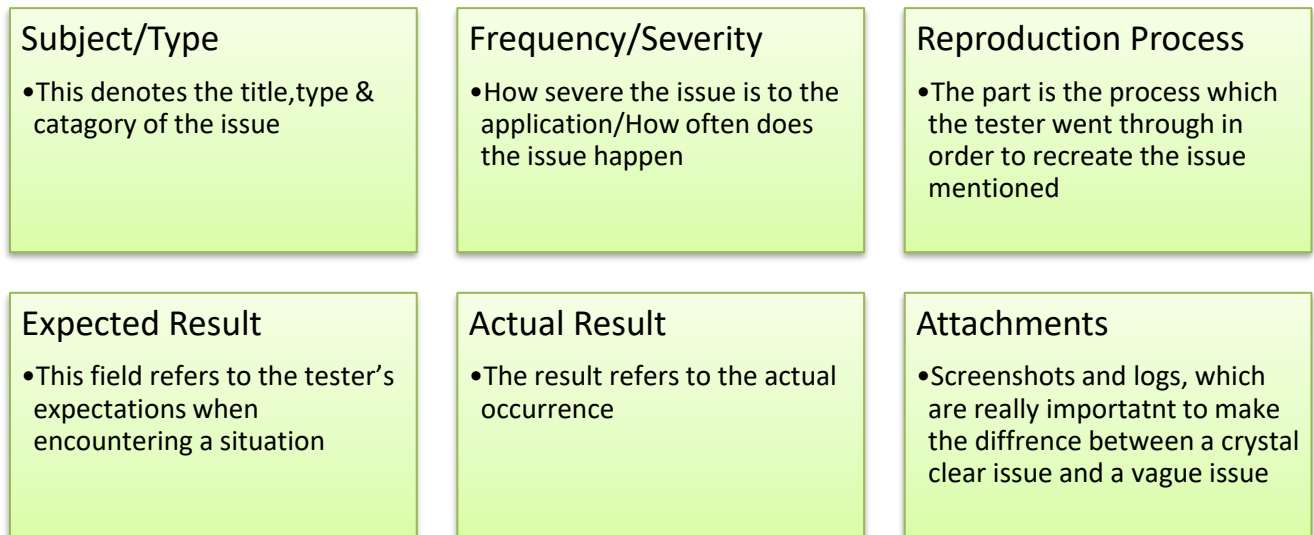 Subject/Type
•This denotes the title,type &
catagory of the issue
Frequency/Severity
•How severe the issue is to the
application/How often does
the issue happen
Reproduction Process
•The part is the process which
the tester went through in
order to recreate the issue
mentioned
Expected Result
•This field refers to the tester’s
expectations when
encountering a situation
Actual Result
•The result refers to the actual
occurrence
Attachments
•Screenshots and logs, which
are really importatnt to make
the diffrence between a crystal
clear issue and a vague issue